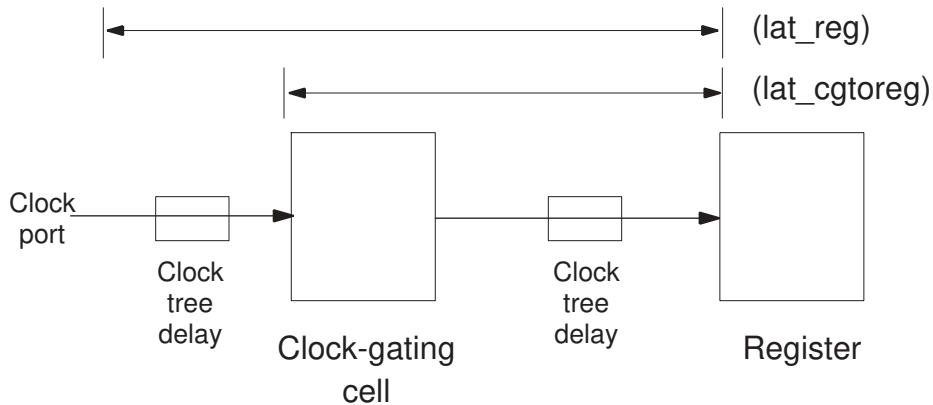 (lat_reg)
(lat_cgtoreg)
Clock
port
Clock
tree
delay
Clock-gating
cell
Clock
tree
delay
Register